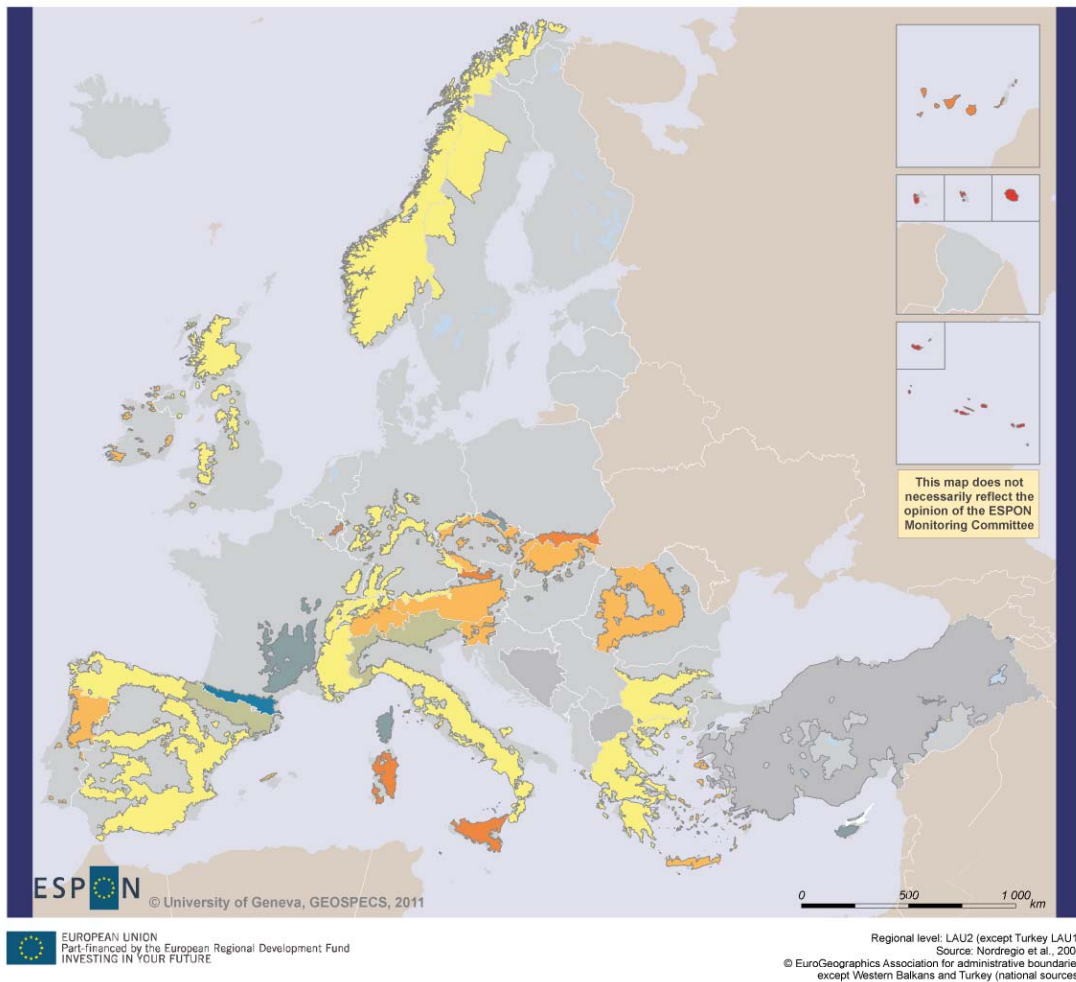 This map does not
necessarily reflect the
opinion of the ESPON
Monitoring Committee
ESPON
© University of Geneva, GEOSPECS, 2011
0 500 1 000
km
EUROPEAN UNION
Part-financed by the European Regional Development Fund
INVESTING IN YOUR FUTURE
Regional level: LAU2 (except Turkey LAU1
Source: Nordregio et al., 200
© EuroGeographics Association for administrative boundarie
except Western Balkans and Turkey (national sources